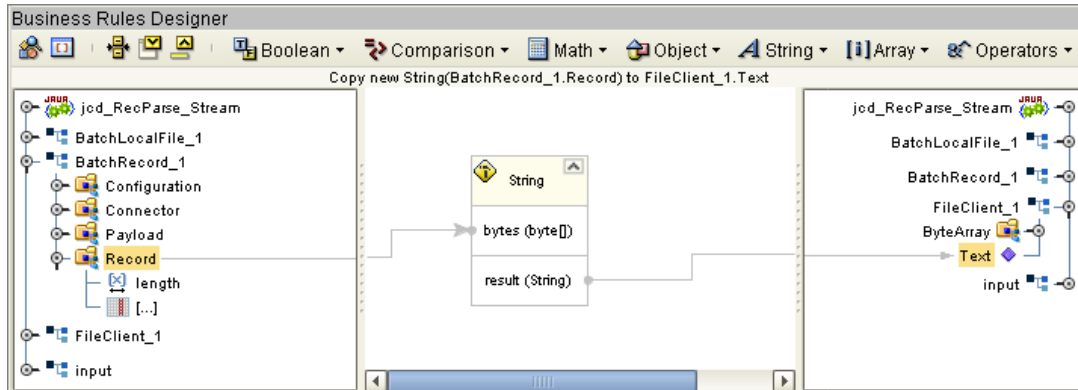 Business Rules Designer
Boolean Comparison Math Object String Array Operators
Copy new String(BatchRecord_1.Record) to FileClient_1.Text
JAVA jcd_RecParse_Stream
BatchLocalFile_1
BatchRecord_1
Configuration
Connector
Payload
Record
length
[...]
FileClient_1
input
String
bytes (byte[])
result (String)
jcd_RecParse_Stream JAVA
BatchLocalFile_1
BatchRecord_1
FileClient_1
ByteArray
Text
input